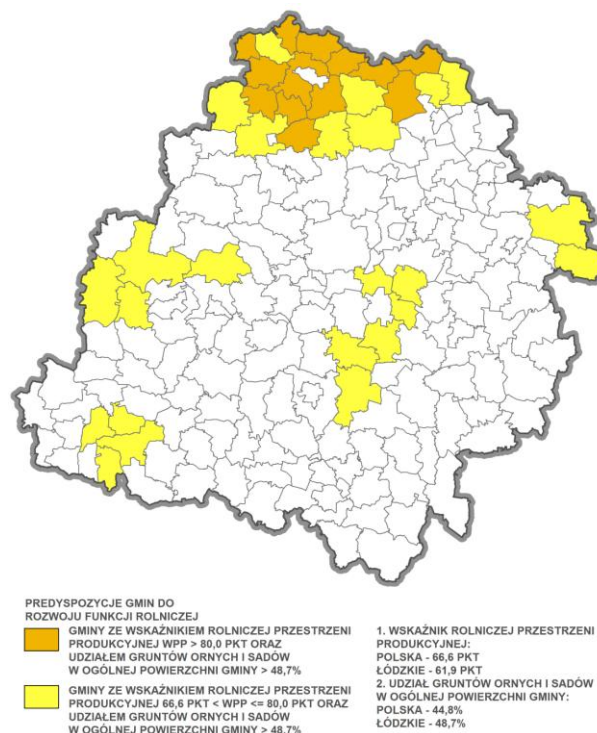 PREDYSPOZYCJE GMIN DO
ROZWOJU FUNKCJI ROLNICZEJ
GMINY ZE WSKAŹNIKIEM ROLNICZEJ PRZESTRZENI
PRODUKCYJNEJ WPP > 80,0 PKT ORAZ
UDZIAŁEM GRUNTÓW ORNYCH I SADÓW
W OGÓLNEJ POWIERZCHNI GMINY > 48,7%
GMINY ZE WSKAŹNIKIEM ROLNICZEJ PRZESTRZENI
PRODUKCYJNEJ 66,6 PKT < WPP <= 80,0 PKT ORAZ
UDZIAŁEM GRUNTÓW ORNYCH I SADÓW
W OGÓLNEJ POWIERZCHNI GMINY > 48,7%
1. WSKAŹNIK ROLNICZEJ PRZESTRZENI
PRODUKCYJNEJ:
POLSKA - 66,6 PKT
ŁÓDZKIE - 61,9 PKT
2. UDZIAŁ GRUNTÓW ORNYCH I SADÓW
W OGÓLNEJ POWIERZCHNI GMINY:
POLSKA - 44,8%
ŁÓDZKIE - 48,7%